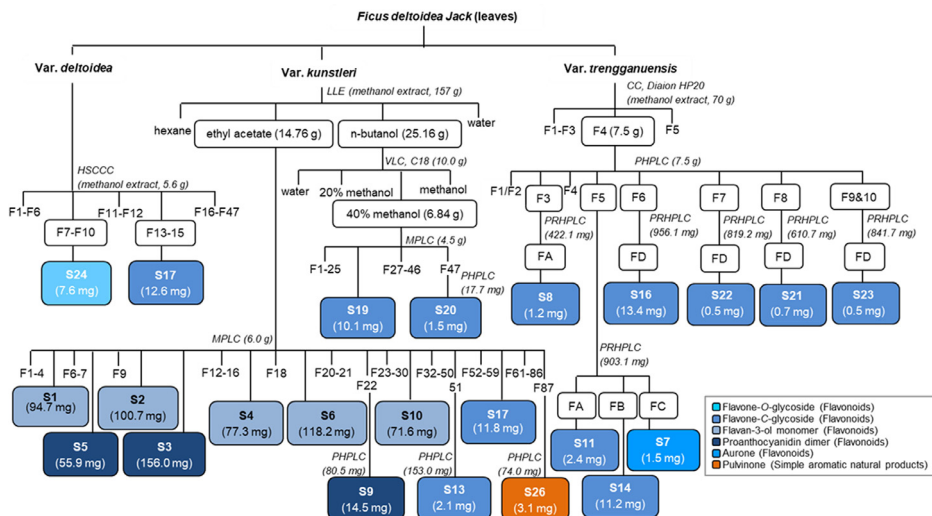 Ficus deltoidea Jack (leaves)
Var. deltoidea
Var. kunstleri
Var. trengganuensis
HSCCC
(methanol extract, 5.6 g)
F1-F6
F11-F12
F16-F47
F7-F10
F13-15
S24
(7.6 mg)
S17
(12.6 mg)
LLE (methanol extract, 157 g)
hexane
ethyl acetate (14.76 g)
n-butanol (25.16 g)
water
VLC, C18 (10.0 g)
water
20% methanol
methanol
40% methanol (6.84 g)
MPLC (4.5 g)
F1-25
F27-46
F47
PHPLC
(17.7 mg)
S19
(10.1 mg)
S20
(1.5 mg)
MPLC (6.0 g)
F1-4
F6-7
F9
F12-16
F18
F20-21
F22
F23-30
F32-50
51
F52-59
F61-86
F87
S1
(94.7 mg)
S2
(100.7 mg)
S4
(77.3 mg)
S6
(118.2 mg)
S10
(71.6 mg)
S17
(11.8 mg)
S5
(55.9 mg)
S3
(156.0 mg)
PHPLC
(80.5 mg)
PHPLC
(153.0 mg)
PHPLC
(74.0 mg)
S9
(14.5 mg)
S13
(2.1 mg)
S26
(3.1 mg)
CC, Diaion HP20
(methanol extract, 70 g)
F1-F3
F4 (7.5 g)
F5
PHPLC (7.5 g)
F1/F2
F3
F4
F5
F6
F7
F8
F9&10
PRHPLC
(422.1 mg)
PRHPLC
(956.1 mg)
PRHPLC
(819.2 mg)
PRHPLC
(610.7 mg)
PRHPLC
(841.7 mg)
FA
FD
FD
FD
FD
S8
(1.2 mg)
S16
(13.4 mg)
S22
(0.5 mg)
S21
(0.7 mg)
S23
(0.5 mg)
PRHPLC
(903.1 mg)
FA
FB
FC
S11
(2.4 mg)
S7
(1.5 mg)
S14
(11.2 mg)
Flavone-O-glycoside (Flavonoids)
Flavone-C-glycoside (Flavonoids)
Flavan-3-ol monomer (Flavonoids)
Proanthocyanidin dimer (Flavonoids)
Aurone (Flavonoids)
Pulvinone (Simple aromatic natural products)